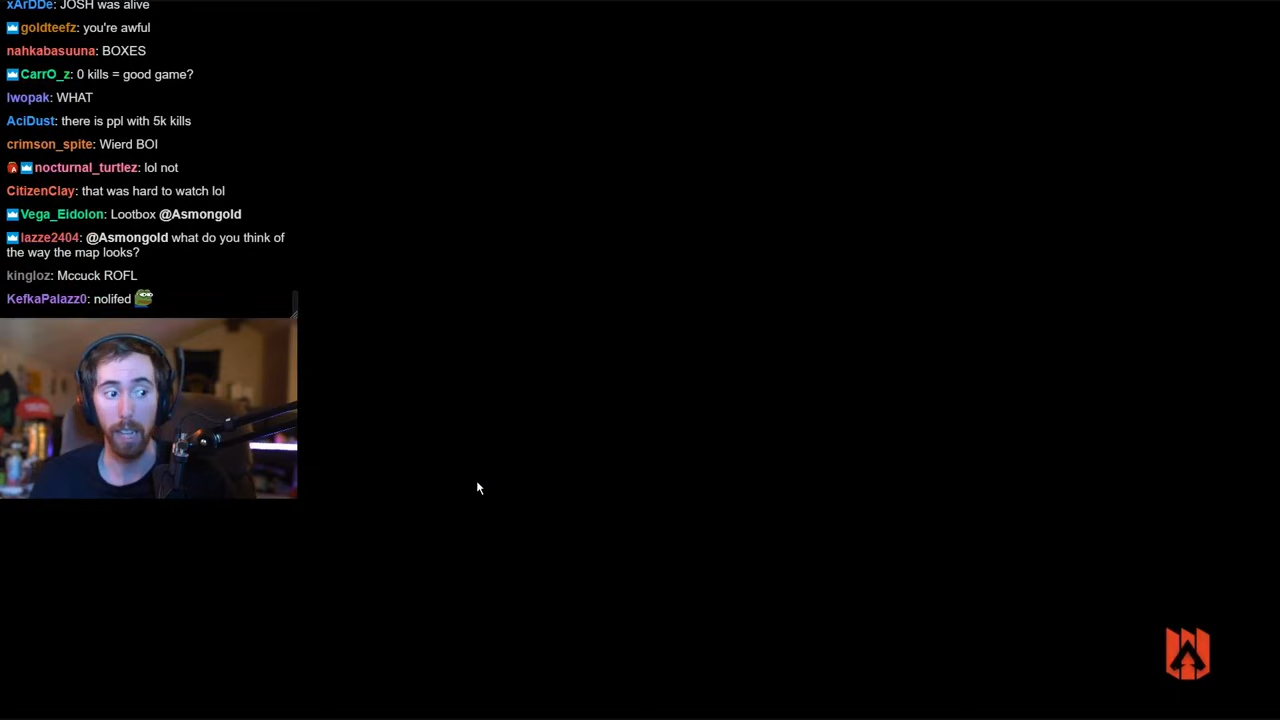 xArDDe: JOSH was alive
goldteefz: you're awful
nahkabasuuna: BOXES
CarrO_z: 0 kills = good game?
lwopak: WHAT
AciDust: there is ppl with 5k kills
crimson_spite: Wierd BOI
nocturnal_turtlez: lol not
CitizenClay: that was hard to watch lol
Vega_Eidolon: Lootbox @Asmongold
lazze2404: @Asmongold what do you think of
the way the map looks?
kingloz: Mccuck ROFL
KefkaPalazz0: nolifed